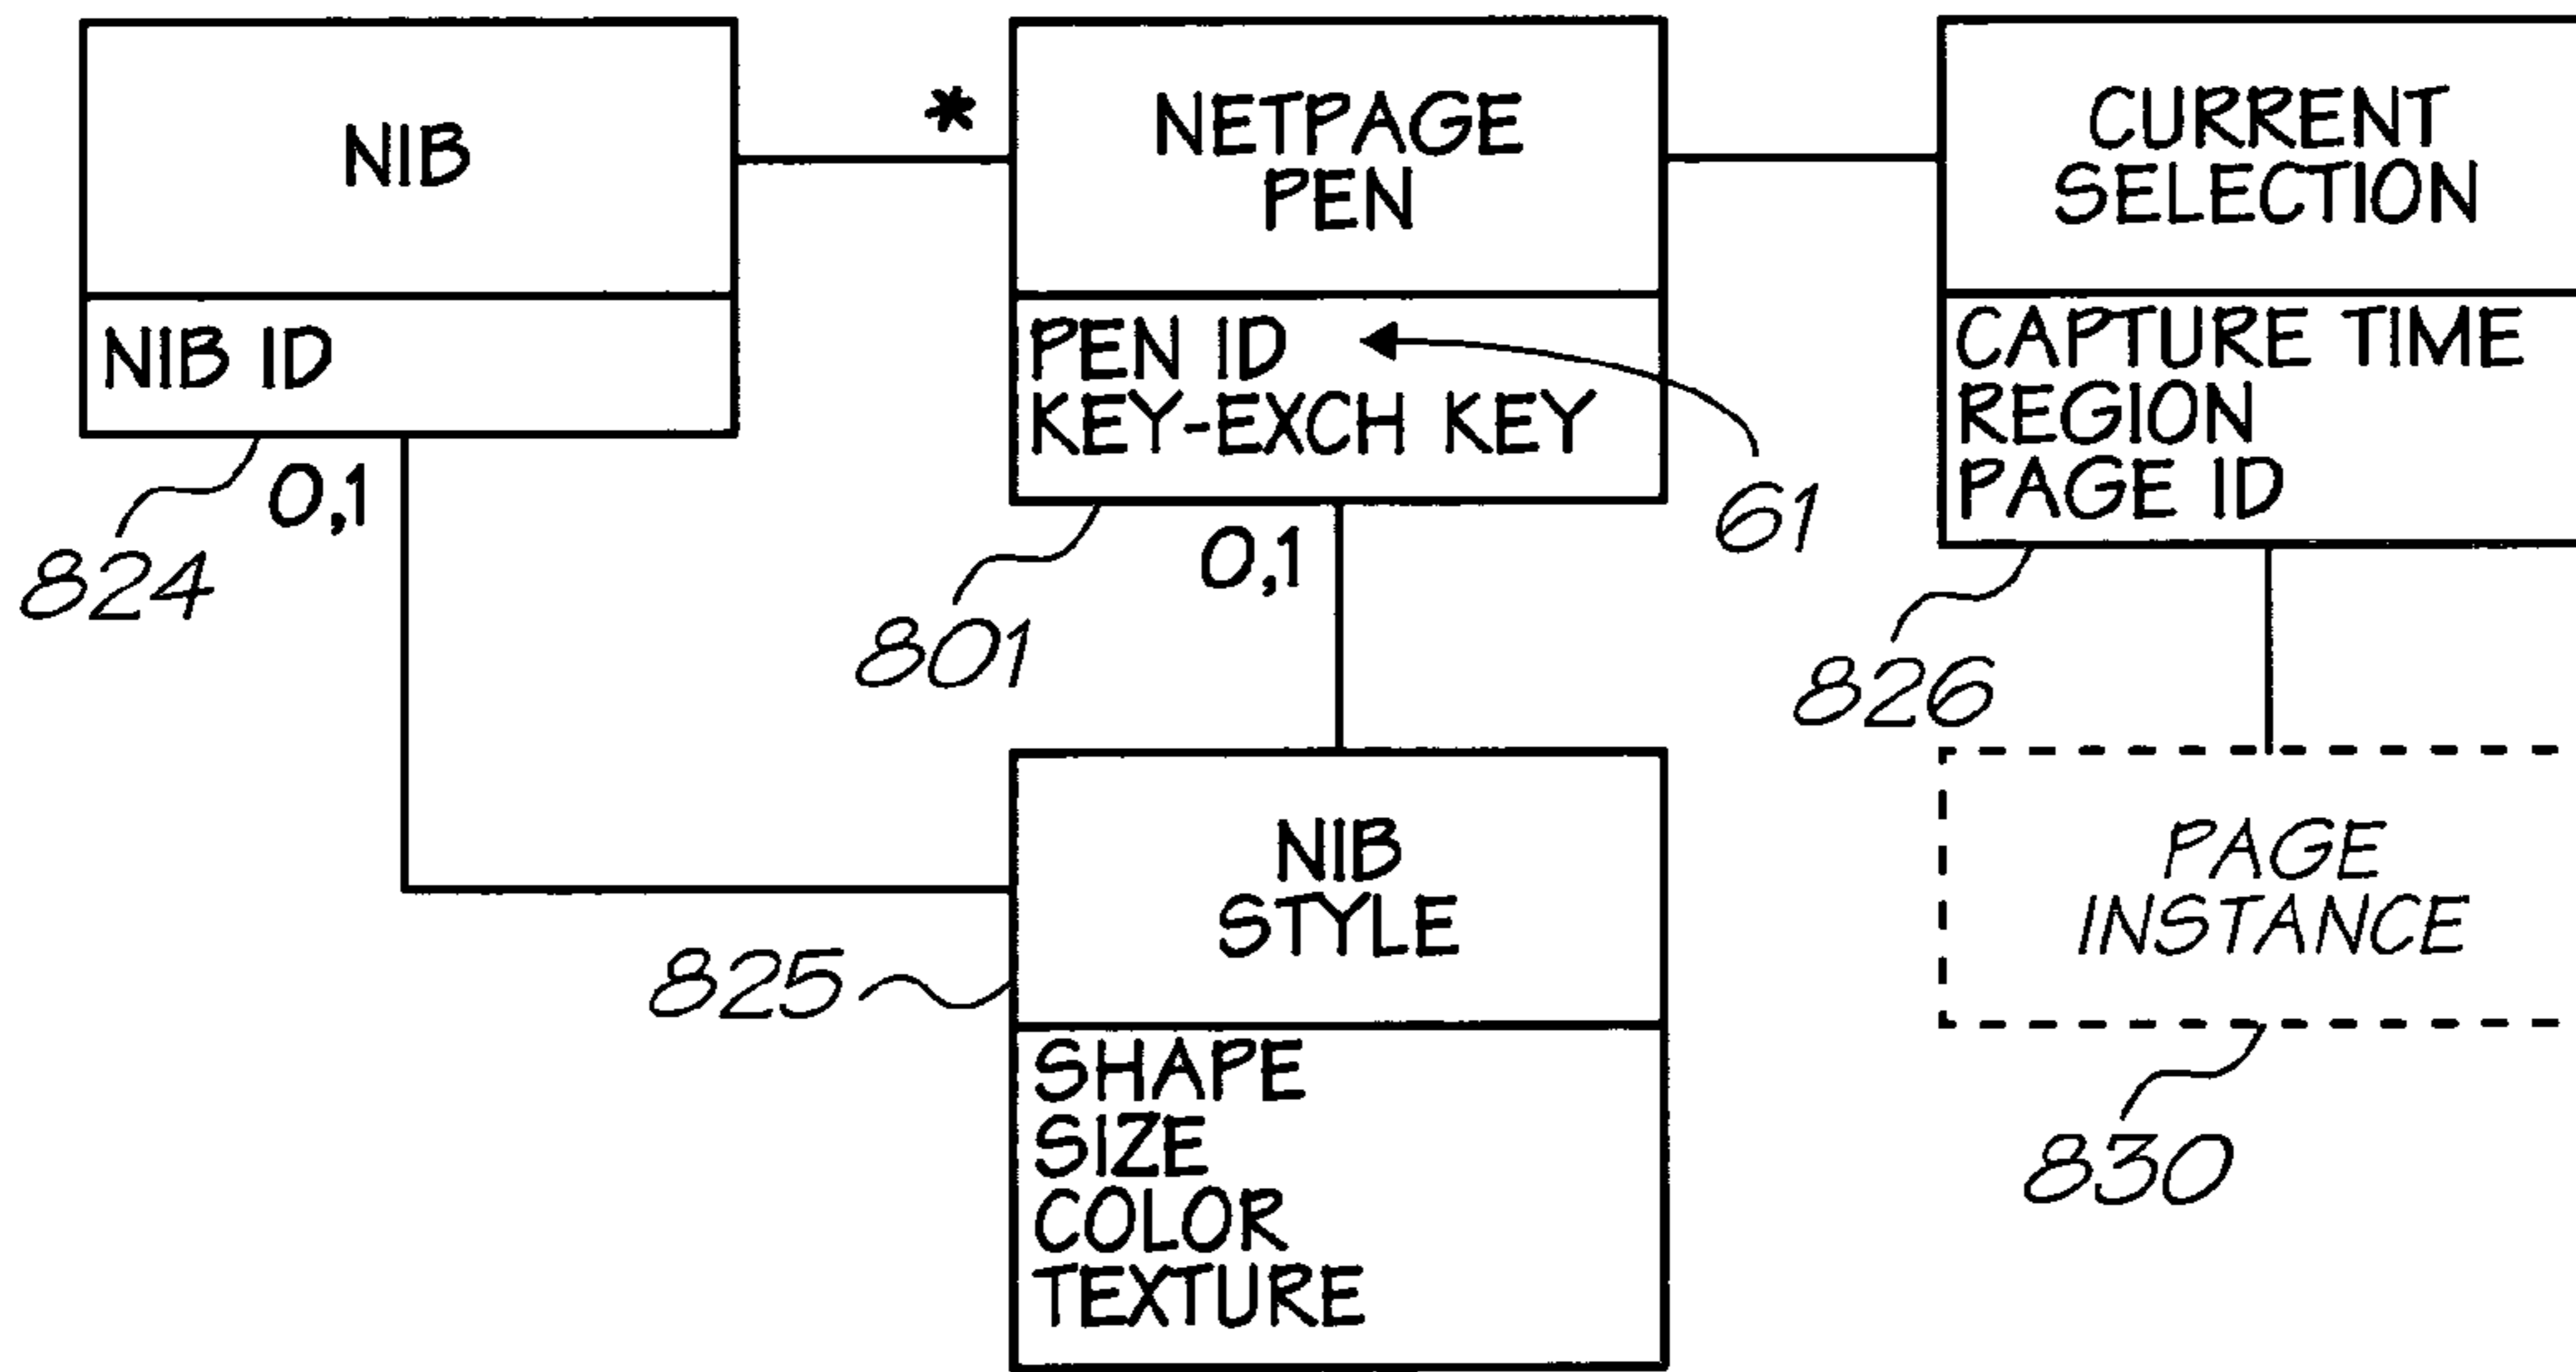 NIB
NIB ID
824
0,1
*
NETPAGE
PEN
PEN ID
KEY-EXCH KEY
61
801
0,1
CURRENT
SELECTION
CAPTURE TIME
REGION
PAGE ID
826
NIB
STYLE
825
SHAPE
SIZE
COLOR
TEXTURE
PAGE
INSTANCE
830